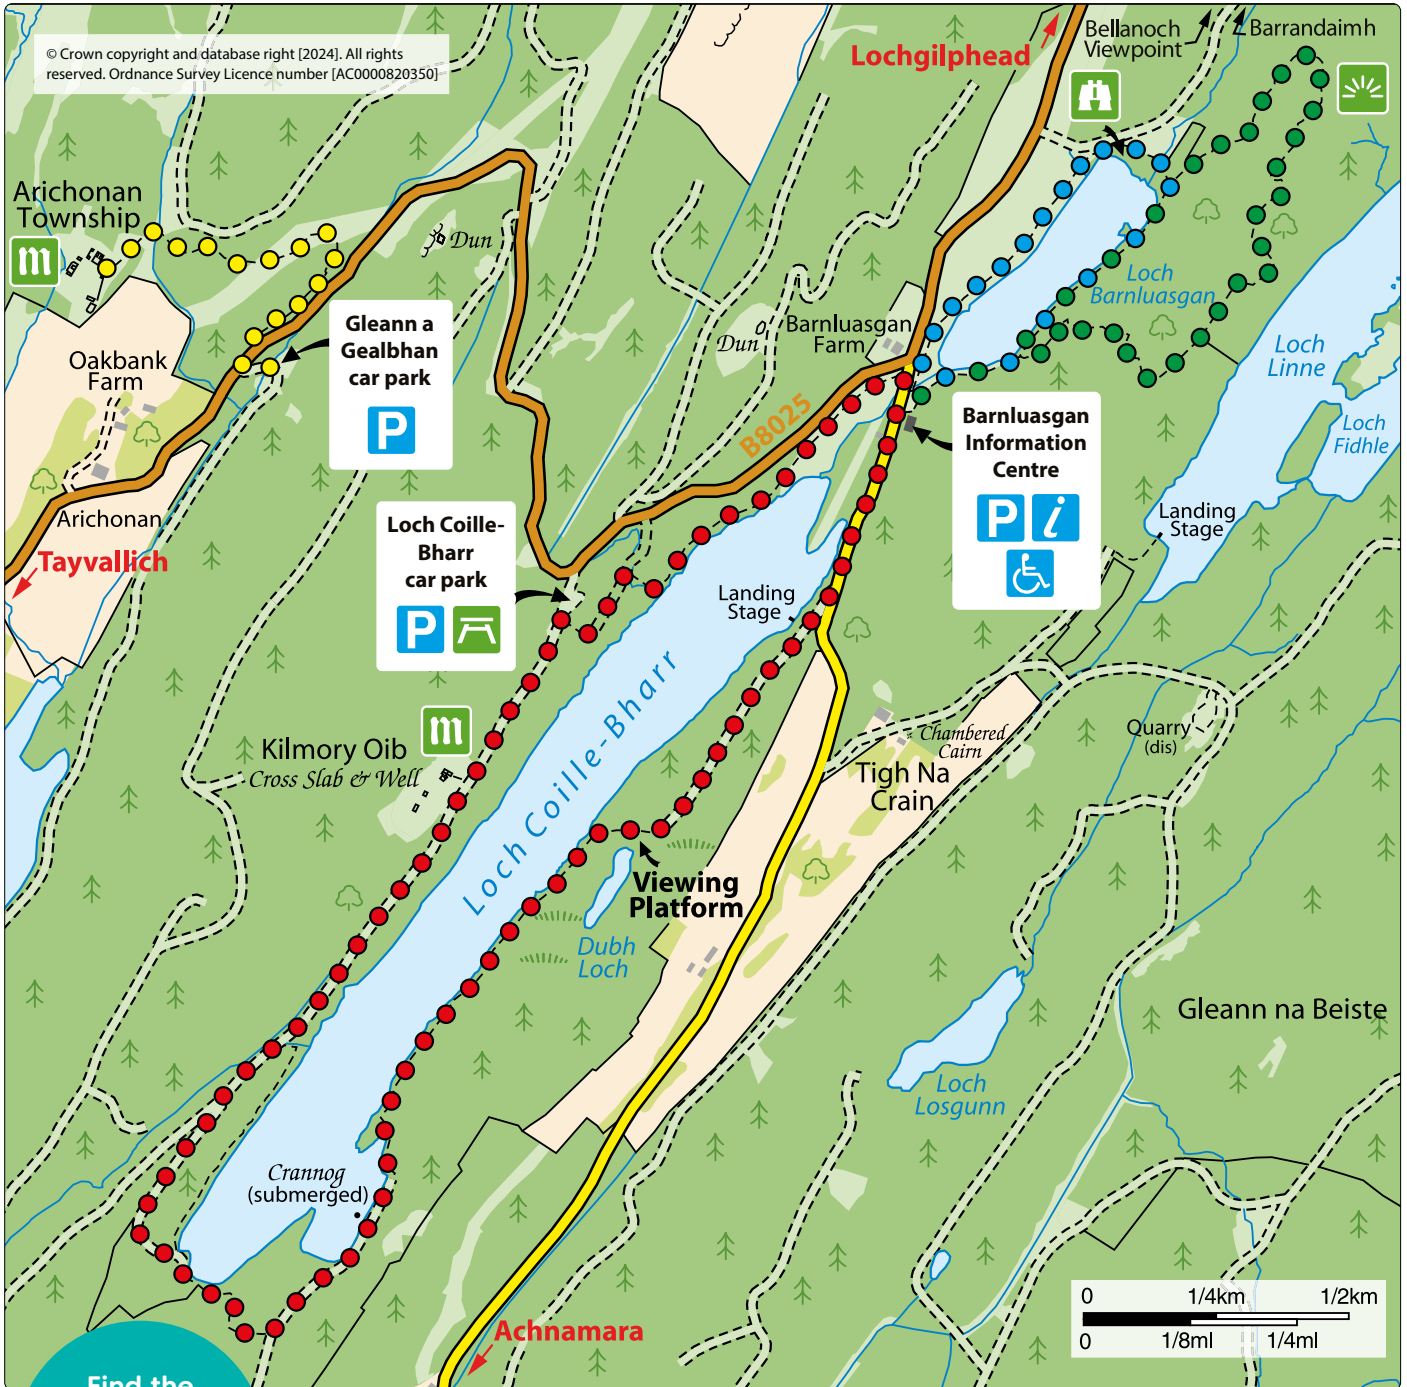 © Crown copyright and database right [2024]. All rights
reserved. Ordnance Survey Licence number [AC0000820350]
Lochgilphead
Bellanoch
Viewpoint
Barrandaimh
Arichonan
Township
m
Dun
Gleann a
Gealbhan
car park
P
Oakbank
Farm
Barnluasgan
Farm
Dun
Loch
Barnluasgan
Loch
Linne
Loch
Fidhle
B8025
Barnluasgan
Information
Centre
P i
Arichonan
Tayvallich
Loch Coille-
Bharr
car park
P
Landing
Stage
Landing
Stage
m
Kilmory Oib
Cross Slab & Well
Loch Coille-Bharr
Chambered
Cairn
Tigh Na
Crain
Quarry
(dis)
Viewing
Platform
Dubh
Loch
Gleann na Beiste
Loch
Losgunn
Crannog
(submerged)
Achnamara
0 1/4km 1/2km
0 1/8ml 1/4ml
Find the